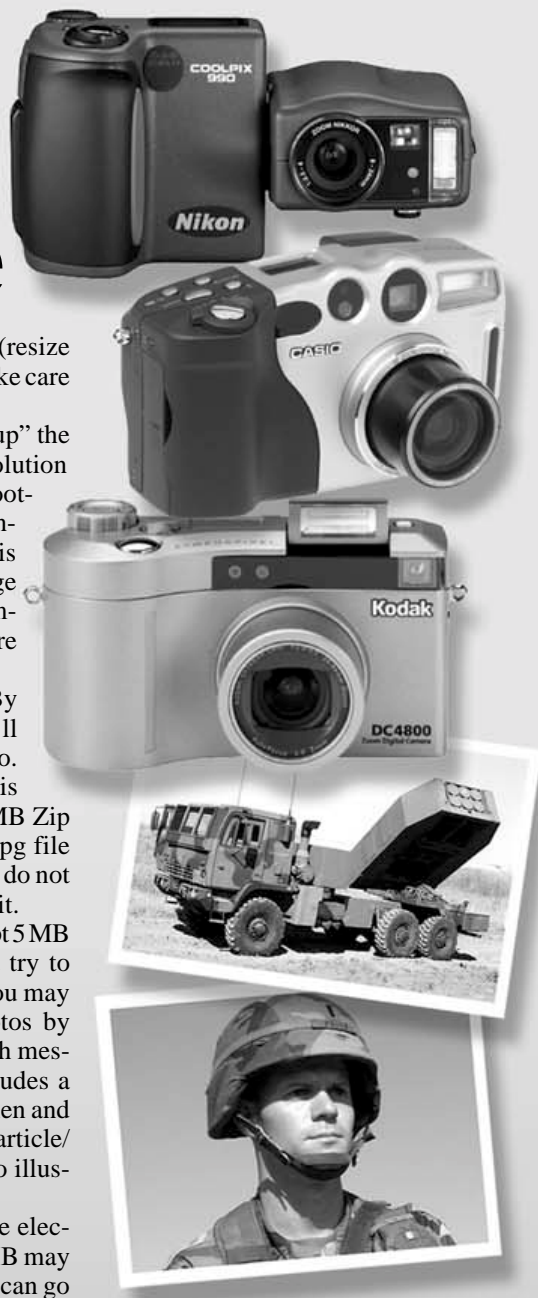 COOLPIX
990
ZOOM NIKKOR
Nikon
CASIO
Kodak
DC4800
Zoom Digital Camera
(resize
ke care
up” the
olution
oot-
n-
is
ge
n-
re
By
ll
o.
is
MB Zip
pg file
do not
it.
pt 5 MB
try to
ou may
tos by
h mes-
udes a
en and
article/
o illus-
e elec-
B may
can go